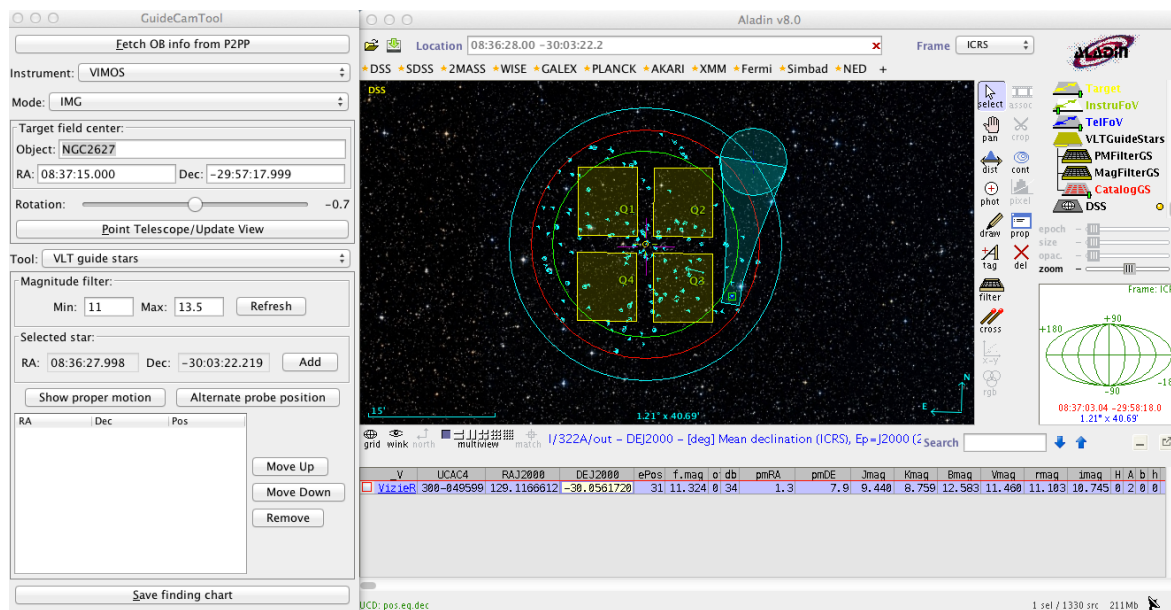 GuideCamTool
Fetch OB info from P2PP
Instrument: VIMOS
Mode: IMG
Target field center:
Object: NGC2627
RA: 08:37:15.000 Dec: -29:57:17.999
Rotation: -0.7
Point Telescope/Update View
Tool: VLT guide stars
Magnitude filter:
Min: 11 Max: 13.5 Refresh
Selected star:
RA: 08:36:27.998 Dec: -30:03:22.219 Add
Show proper motion Alternate probe position
RA Dec Pos
Move Up
Move Down
Remove
Save finding chart
Aladin v8.0
Location 08:36:28.00 -30:03:22.2 Frame ICRS
ALADIN
DSS SDSS 2MASS WISE GALEX PLANCK AKARI XMM Fermi Simbad NED +
DSS
Q1 Q2
Q4 Q3
15'
1.21° x 40.69'
N
E
select assoc
pan crop
dist cont
phot pixel
draw prop
tag del
filter
cross
x-y
rgb
Target
InstruFoV
TelFoV
VLTGuideStars
PMFilterGS
MagFilterGS
CatalogGS
DSS
epoch
size
opac.
zoom
Frame: ICR
+90
+180 -18
-90
08:37:03.04 -29:58:18.0
1.21° x 40.69'
grid wink north multiview match I/322A/out - DEJ2000 - [deg] Mean declination (ICRS), Ep=J2000 (2 Search
_V UCAC4 RAJ2000 DEJ2000 ePos f.mag o db pmRA pmDE Jmag Kmag Bmag Vmag rmag imag H A b h
VizieR 300-049599 129.1166612 -30.0561720 31 11.324 0 34 1.3 7.9 9.440 8.759 12.583 11.460 11.103 10.745 0 2 0 0
UCD: pos.eq.dec 1 sel / 1330 src 211Mb